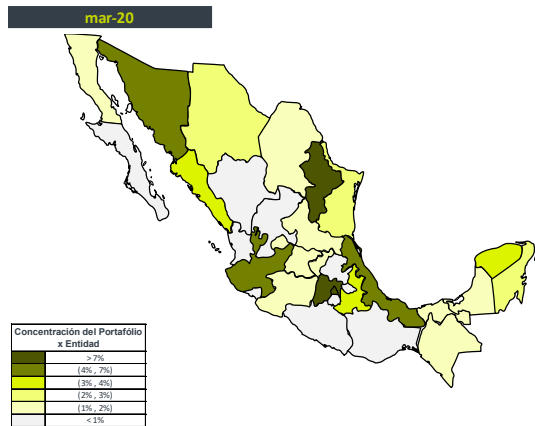 mar-20
Concentración del Portafólio
x Entidad
>7%
(4% , 7%)
(3% , 4%)
(2% , 3%)
(1% , 2%)
<1%